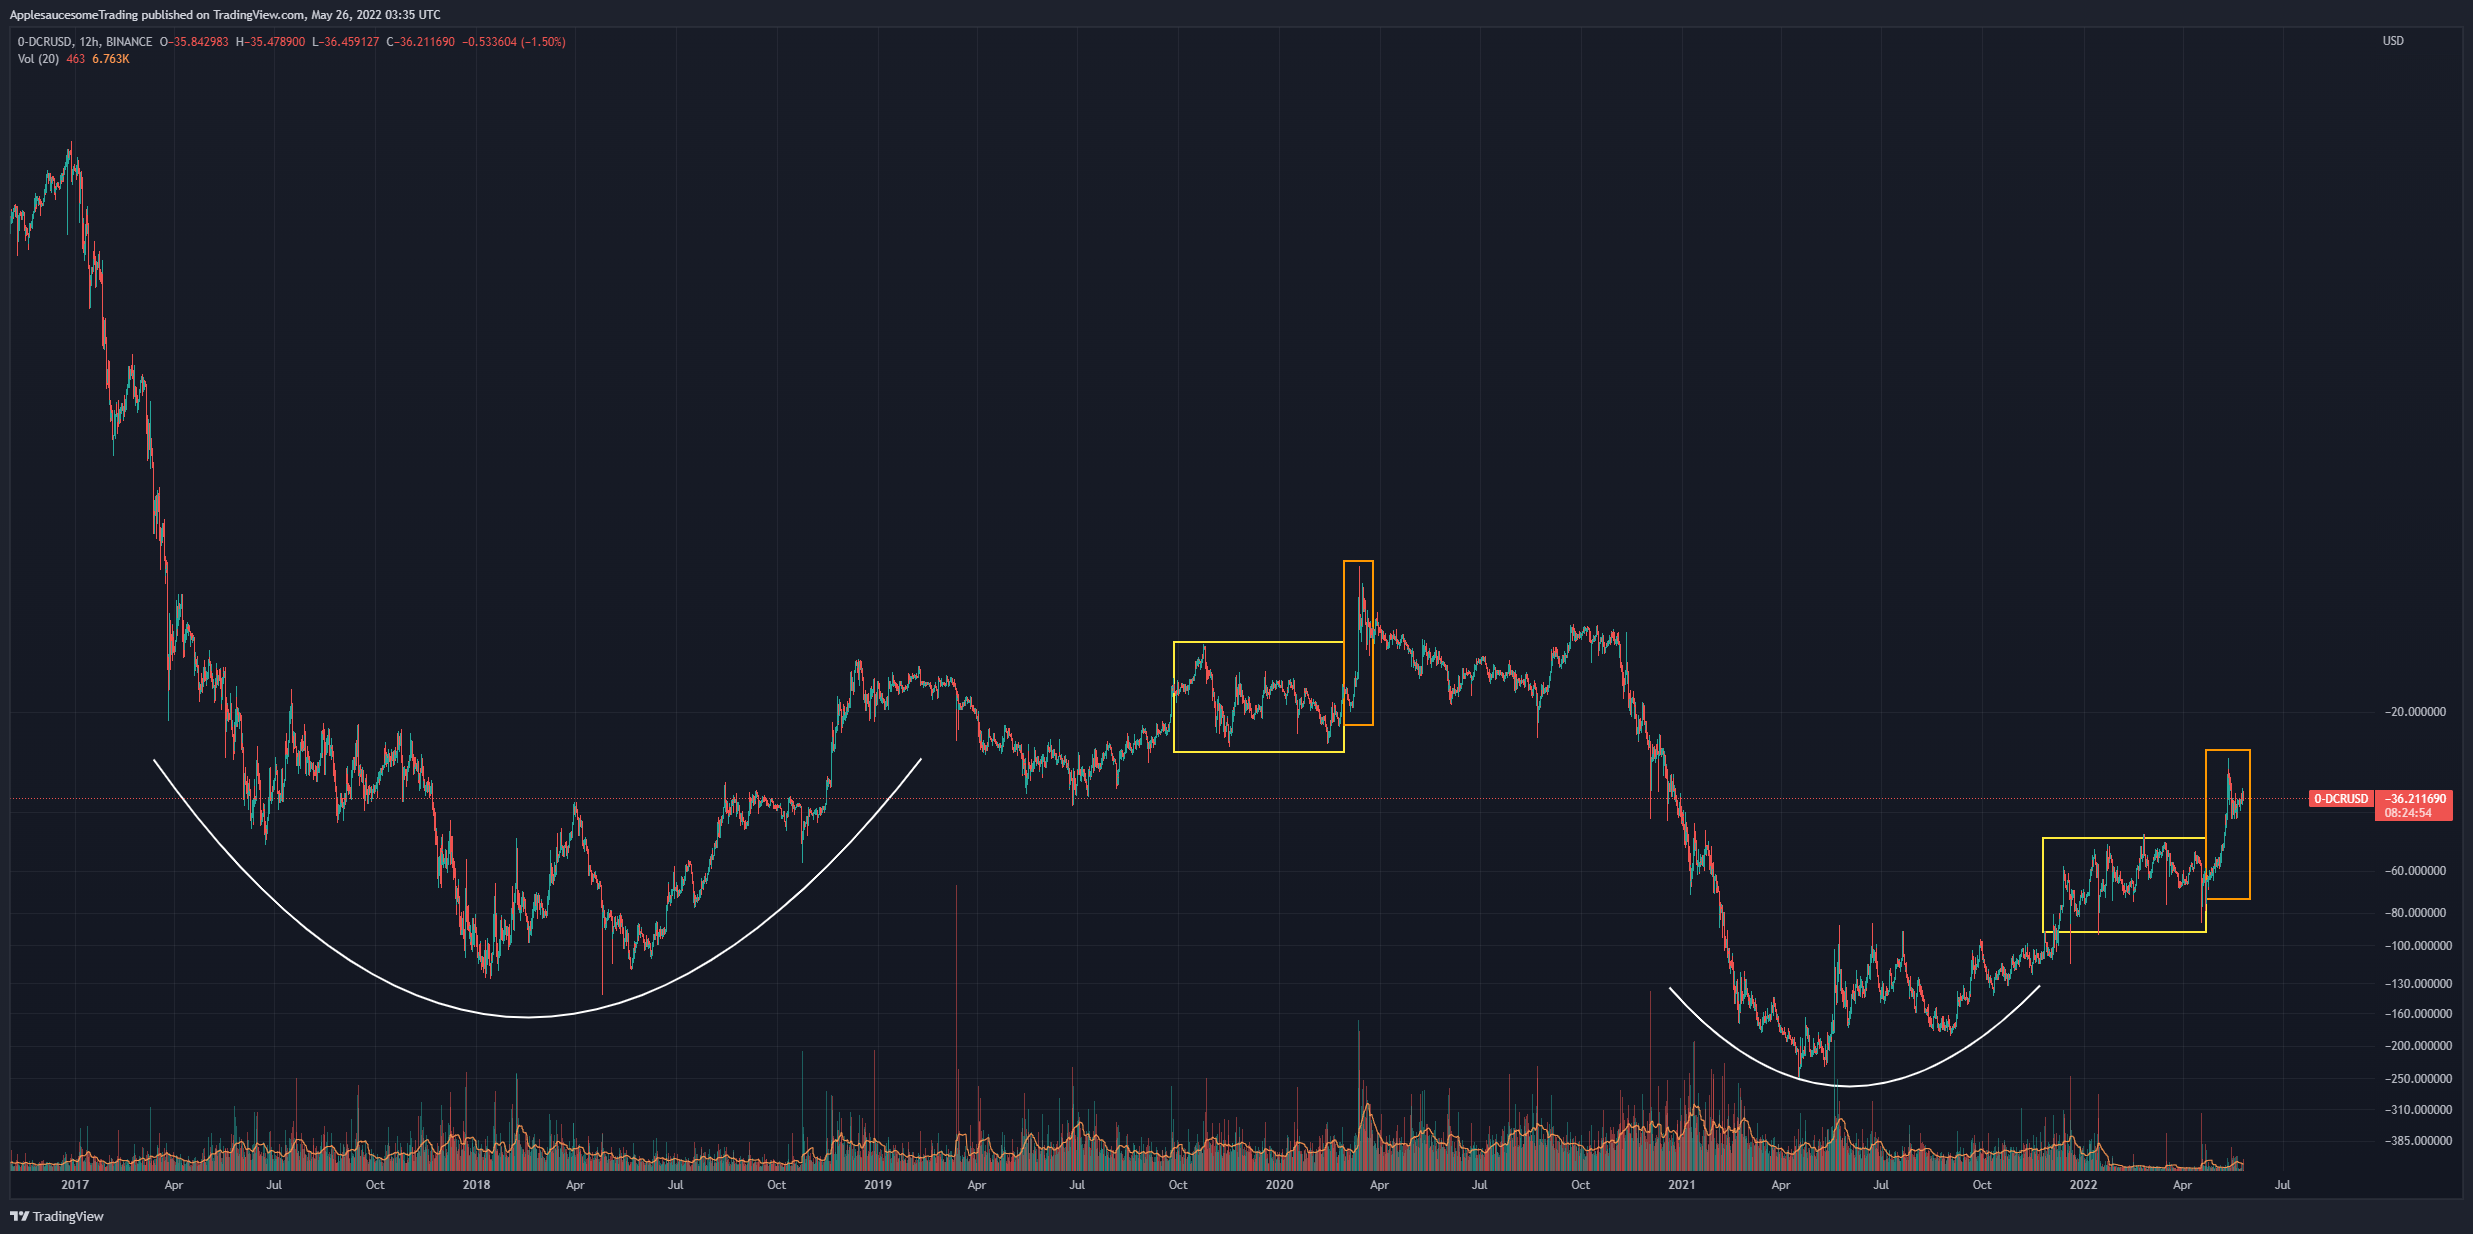 ApplesaucesomeTrading published on TradingView.com, May 26, 2022 03:35 UTC
0-DCRUSD, 12h, BINANCE O−35.842983 H−35.478900 L−36.459127 C−36.211690 −0.533604 (−1.50%)
USD
Vol (20) 463 6.763K
−20.000000
0-DCRUSD −36.211690
08:24:54
−60.000000
−80.000000
−100.000000
−130.000000
−160.000000
−200.000000
−250.000000
−310.000000
−385.000000
2017 Apr Jul Oct 2018 Apr Jul Oct 2019 Apr Jul Oct 2020 Apr Jul Oct 2021 Apr Jul Oct 2022 Apr Jul
TradingView